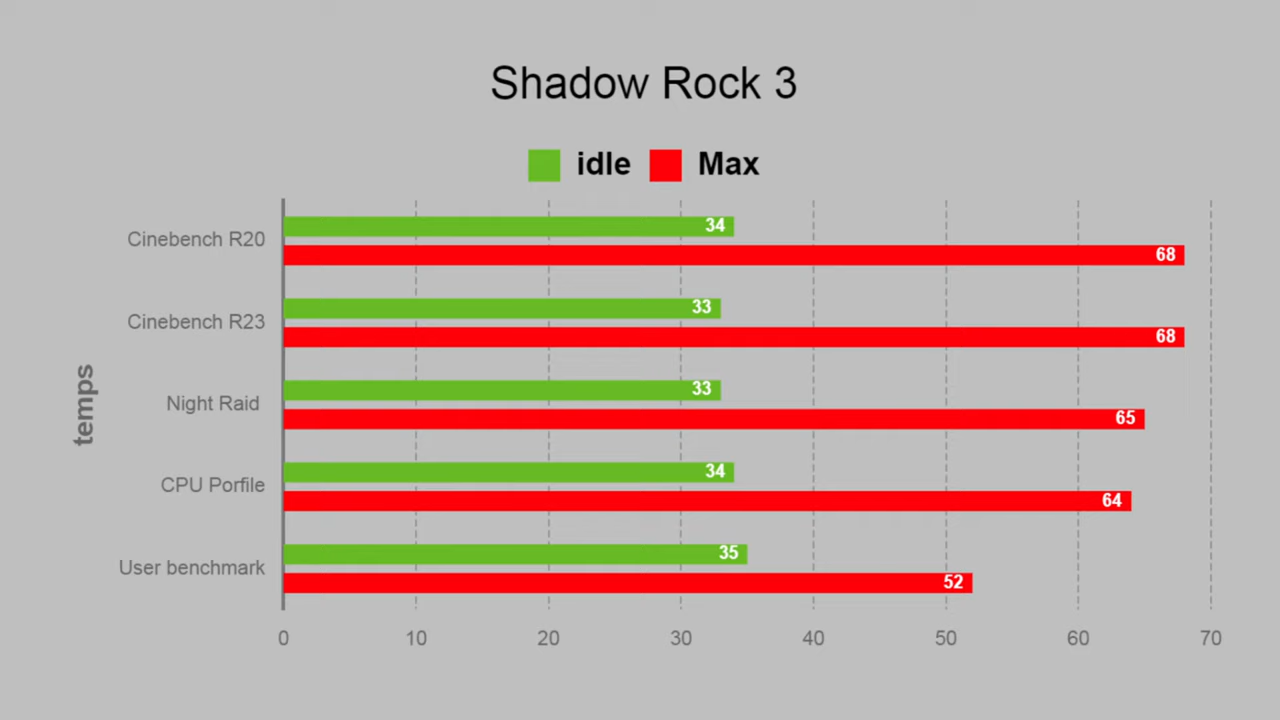 Shadow Rock 3
idle Max
Cinebench R20 34
68
Cinebench R23 33
68
Night Raid 33
65
CPU Porfile 34
64
User benchmark 35
52
temps
0 10 20 30 40 50 60 70